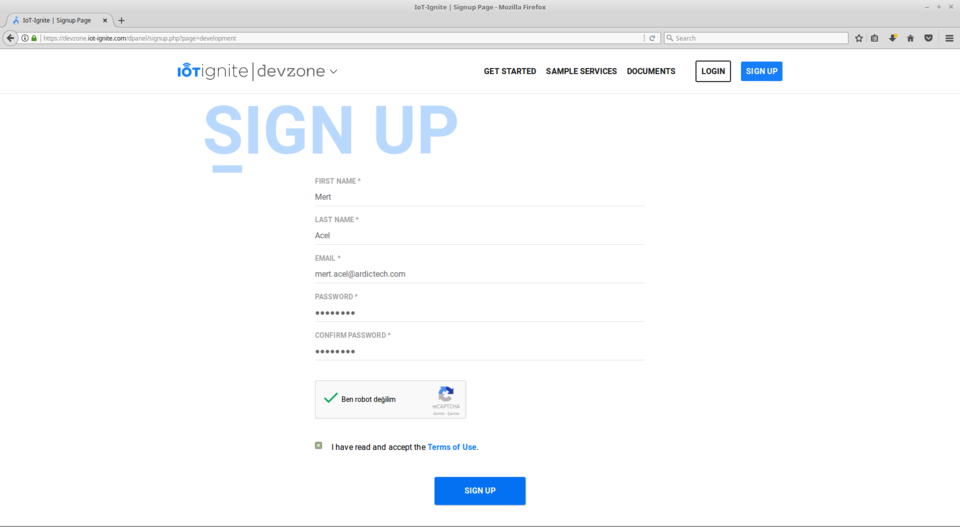 IoT-Ignite | Signup Page - Mozilla Firefox
IoT-Ignite | Signup Page
https://devzone.iot-ignite.com/dpanel/signup.php?page=development
Search
IOTignite|devzone
GET STARTED
SAMPLE SERVICES
DOCUMENTS
LOGIN
SIGN UP
SIGN UP
FIRST NAME *
Mert
LAST NAME *
Acel
EMAIL *
mert.acel@ardictech.com
PASSWORD *
••••••••
CONFIRM PASSWORD *
••••••••
Ben robot değilim
reCAPTCHA
Gizlilik - Şartlar
I have read and accept the Terms of Use.
SIGN UP